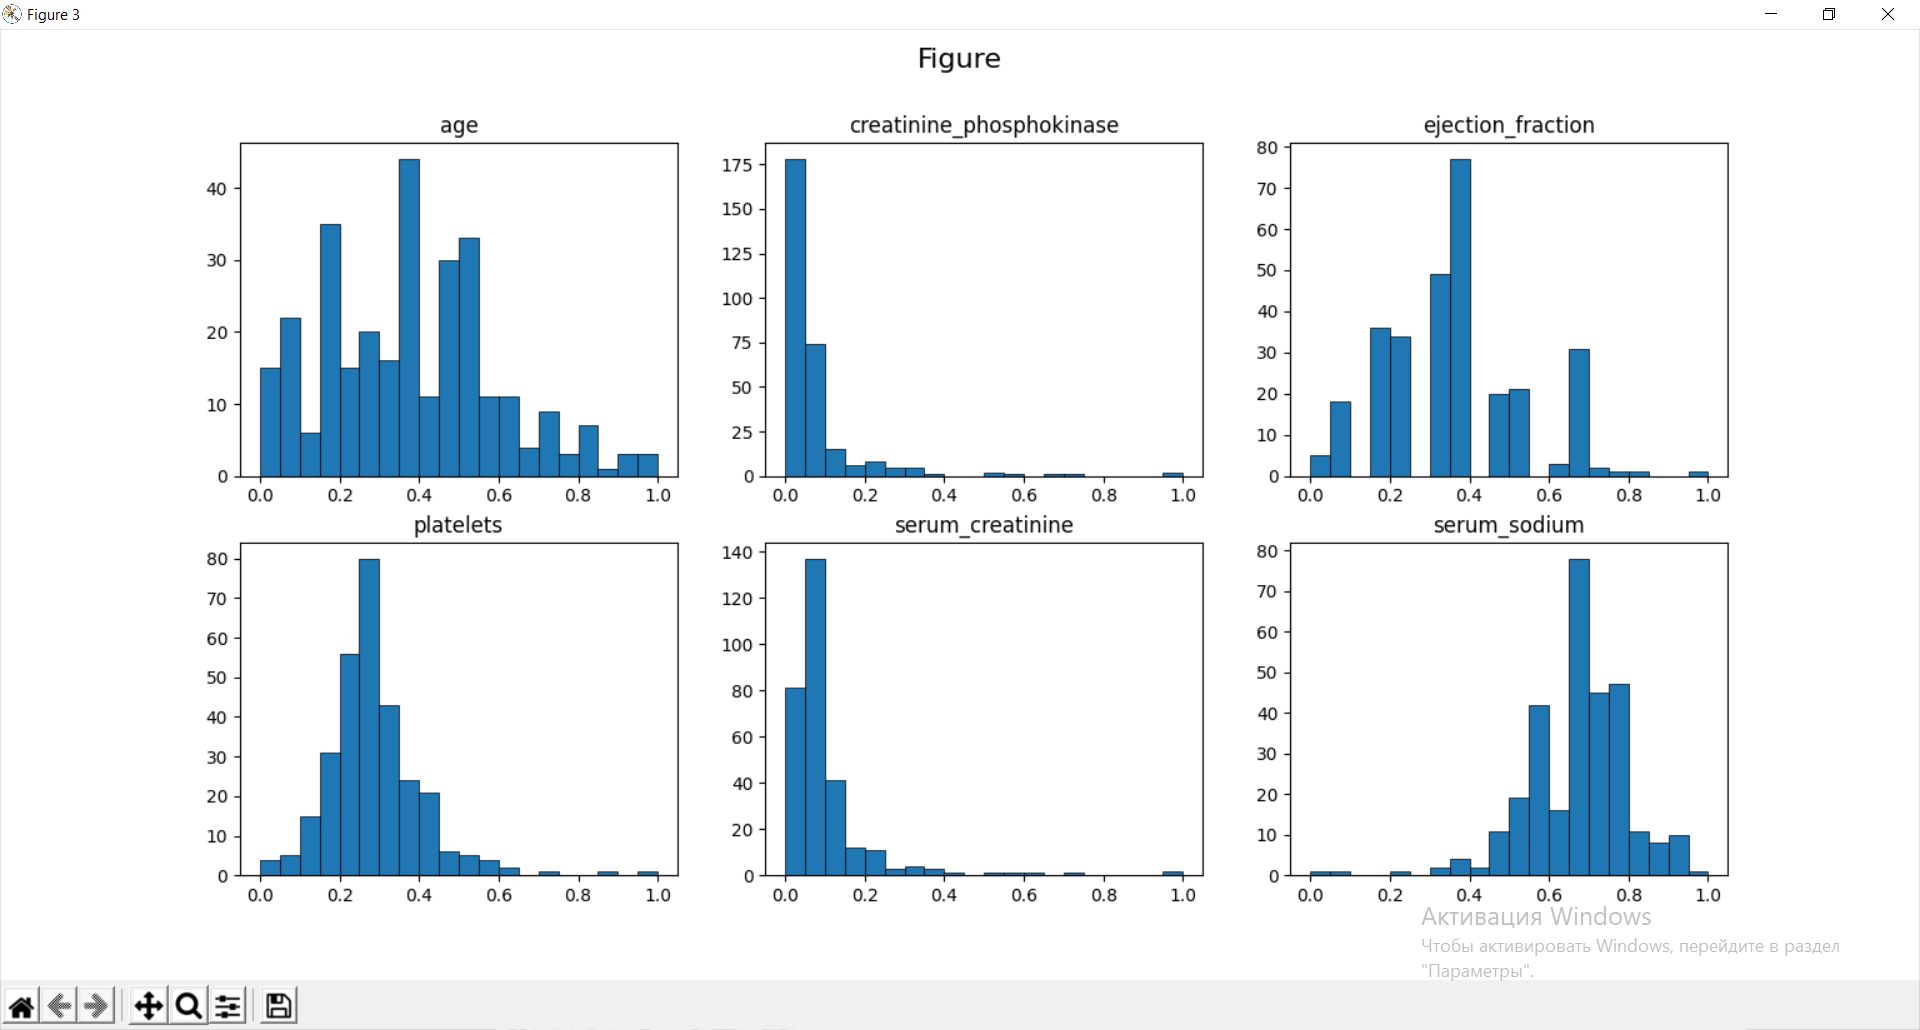 Figure 3
Figure
age
40
30
20
10
0
0.0 0.2 0.4 0.6 0.8 1.0
creatinine_phosphokinase
175
150
125
100
75
50
25
0
0.0 0.2 0.4 0.6 0.8 1.0
ejection_fraction
80
70
60
50
40
30
20
10
0
0.0 0.2 0.4 0.6 0.8 1.0
platelets
80
70
60
50
40
30
20
10
0
0.0 0.2 0.4 0.6 0.8 1.0
serum_creatinine
140
120
100
80
60
40
20
0
0.0 0.2 0.4 0.6 0.8 1.0
serum_sodium
80
70
60
50
40
30
20
10
0
0.0 0.2 0.4 0.6 0.8 1.0
Активация Windows
Чтобы активировать Windows, перейдите в раздел
"Параметры".